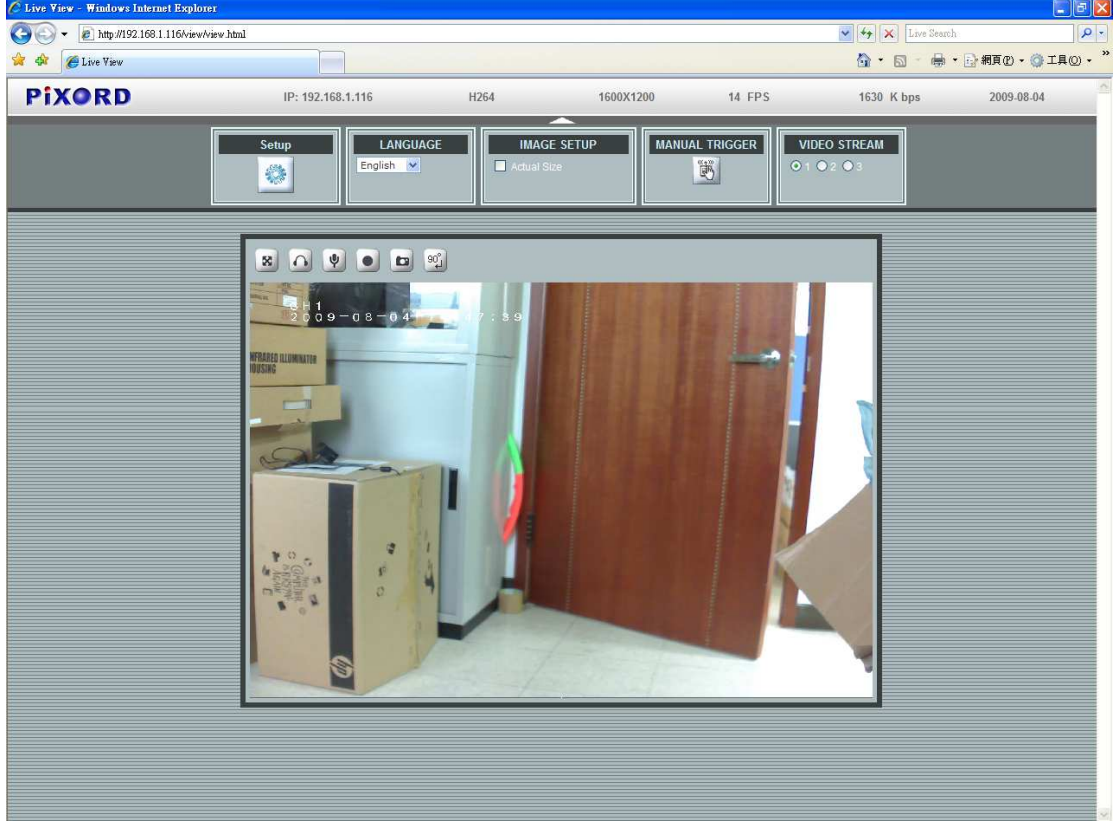 Live View - Windows Internet Explorer
http://192.168.1.116/view/view.html
Live Search
Live View
網頁(P)
工具(O)
PiXORD
IP: 192.168.1.116
H264
1600X1200
14 FPS
1630 K bps
2009-08-04
Setup
LANGUAGE
IMAGE SETUP
MANUAL TRIGGER
VIDEO STREAM
English
Actual Size
1 2 3
90°
CH1
2009-08-04
:39
INFRARED ILLUMINATOR
HOUSING
hp